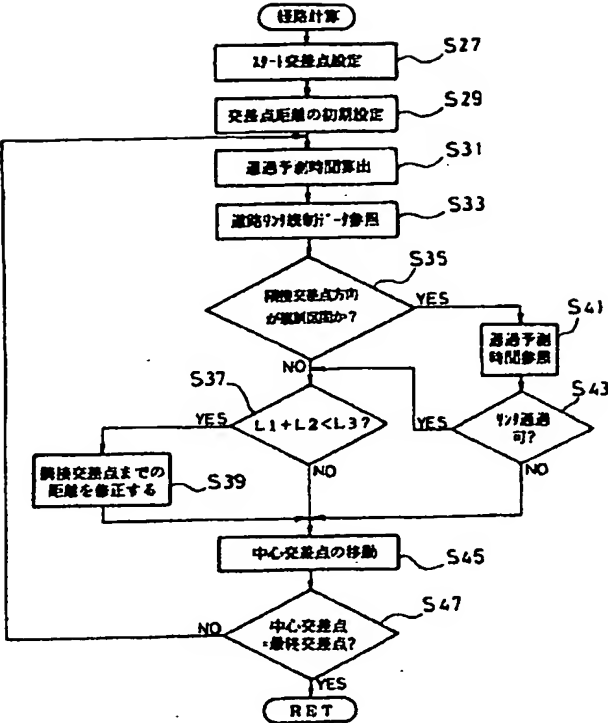 経路計算
スタート交差点設定
S27
交差点距離の初期設定
S29
通過予測時間算出
S31
道路リンク規制データ参照
S33
隣接交差点方向
が規制区間か?
S35
YES
NO
通過予測
時間参照
S41
リンク通過
可?
S43
YES
NO
L1+L2<L3?
S37
YES
NO
隣接交差点までの
距離を修正する
S39
中心交差点の移動
S45
中心交差点
=最終交差点?
S47
NO
YES
RET